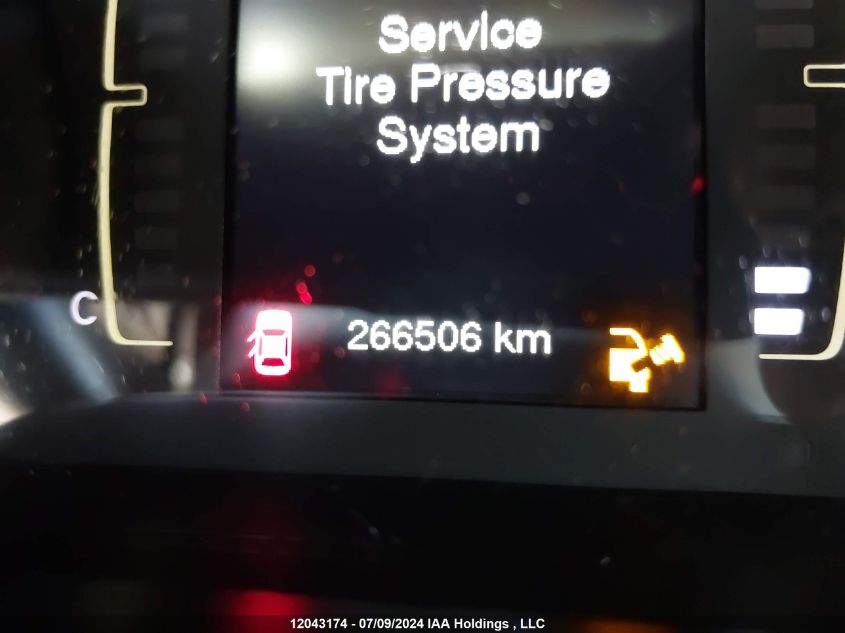 Service
Tire Pressure
System
C
266506 km
12043174 - 07/09/2024 IAA Holdings , LLC